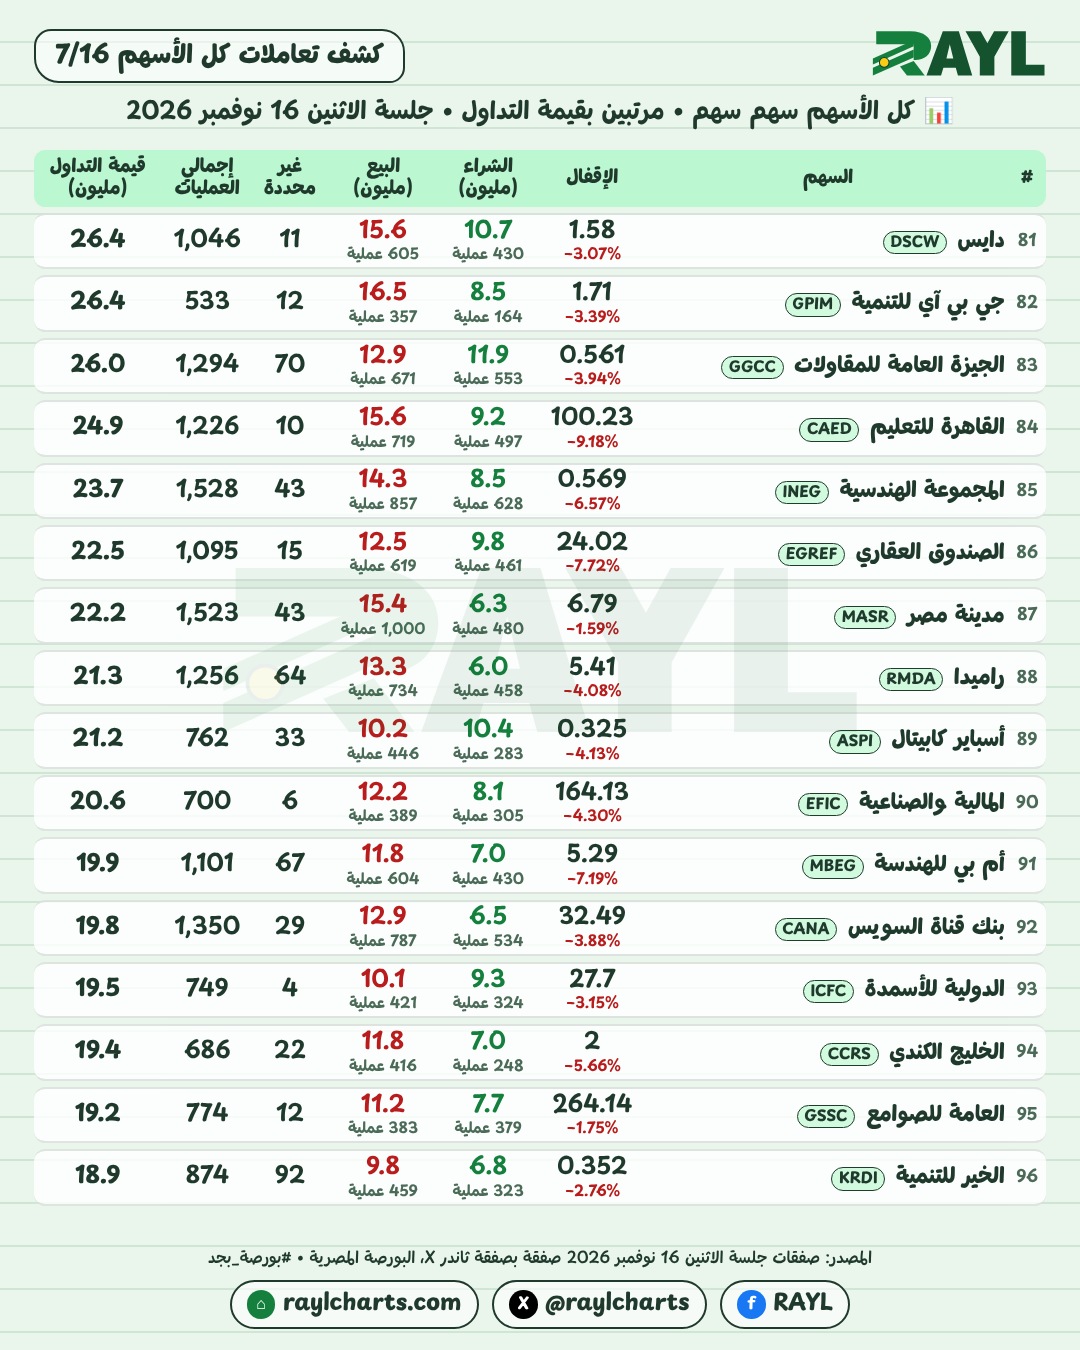 RAYL
كشف تعاملات كل الأسهم 7/16
📊 كل الأسهم سهم سهم • مرتبين بقيمة التداول • جلسة الاثنين 16 نوفمبر 2026
# السهم الإقفال الشراء (مليون) البيع (مليون) غير محددة إجمالي العمليات قيمة التداول (مليون)
81 دايس DSCW 1.58 10.7 15.6 11 1,046 26.4
-3.07% 430 عملية 605 عملية
82 جي بي آي للتنمية GPIM 1.71 8.5 16.5 12 533 26.4
-3.39% 164 عملية 357 عملية
83 الجيزة العامة للمقاولات GGCC 0.561 11.9 12.9 70 1,294 26.0
-3.94% 553 عملية 671 عملية
84 القاهرة للتعليم CAED 100.23 9.2 15.6 10 1,226 24.9
-9.18% 497 عملية 719 عملية
85 المجموعة الهندسية INEG 0.569 8.5 14.3 43 1,528 23.7
-6.57% 628 عملية 857 عملية
86 الصندوق العقاري EGREF 24.02 9.8 12.5 15 1,095 22.5
-7.72% 461 عملية 619 عملية
87 مدينة مصر MASR 6.79 6.3 15.4 43 1,523 22.2
-1.59% 480 عملية 1,000 عملية
88 راميدا RMDA 5.41 6.0 13.3 64 1,256 21.3
-4.08% 458 عملية 734 عملية
89 أسباير كابيتال ASPI 0.325 10.4 10.2 33 762 21.2
-4.13% 283 عملية 446 عملية
90 المالية والصناعية EFIC 164.13 8.1 12.2 6 700 20.6
-4.30% 305 عملية 389 عملية
91 أم بي للهندسة MBEG 5.29 7.0 11.8 67 1,101 19.9
-7.19% 430 عملية 604 عملية
92 بنك قناة السويس CANA 32.49 6.5 12.9 29 1,350 19.8
-3.88% 534 عملية 787 عملية
93 الدولية للأسمدة ICFC 27.7 9.3 10.1 4 749 19.5
-3.15% 324 عملية 421 عملية
94 الخليج الكندي CCRS 2 7.0 11.8 22 686 19.4
-5.66% 248 عملية 416 عملية
95 العامة للصوامع GSSC 264.14 7.7 11.2 12 774 19.2
-1.75% 379 عملية 383 عملية
96 الخير للتنمية KRDI 0.352 6.8 9.8 92 874 18.9
-2.76% 323 عملية 459 عملية
المصدر: صفقات جلسة الاثنين 16 نوفمبر 2026 صفقة بصفقة ثاندر X، البورصة المصرية • #بورصة_بجد
raylcharts.com X @raylcharts f RAYL